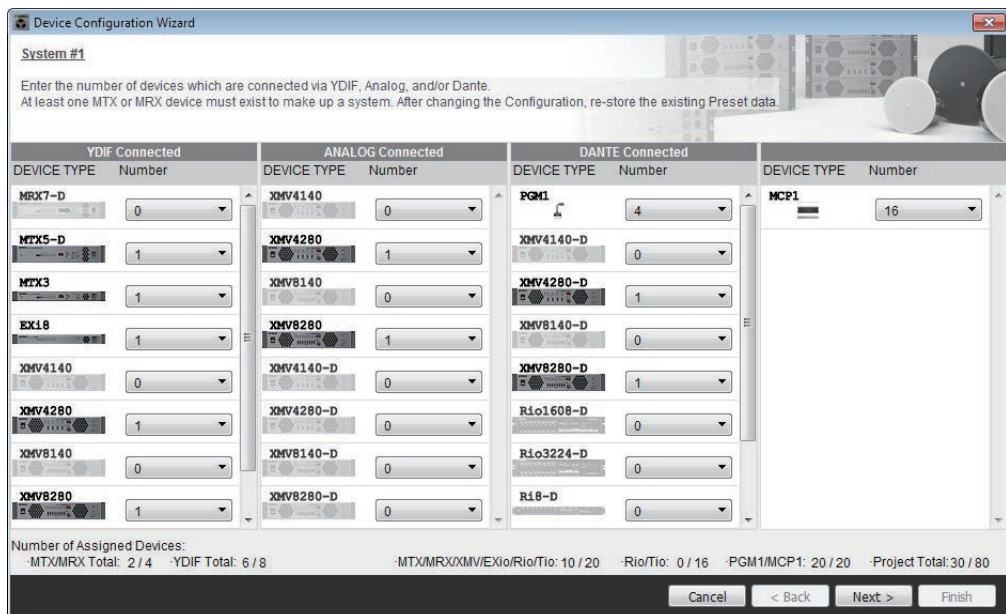 Device Configuration Wizard
System #1
Enter the number of devices which are connected via YDIF, Analog, and/or Dante.
At least one MTX or MRX device must exist to make up a system. After changing the Configuration, re-store the existing Preset data.
YDIF Connected
DEVICE TYPE Number
MRX7-D 0
MTX5-D 1
MTX3 1
EXi8 1
XMV4140 0
XMV4280 1
XMV8140 0
XMV8280 1
ANALOG Connected
DEVICE TYPE Number
XMV4140 0
XMV4280 1
XMV8140 0
XMV8280 1
XMV4140-D 0
XMV4280-D 0
XMV8140-D 0
XMV8280-D 0
DANTE Connected
DEVICE TYPE Number
PGM1 4
XMV4140-D 0
XMV4280-D 1
XMV8140-D 0
XMV8280-D 1
Rio1608-D 0
Rio3224-D 0
Ri8-D 0
DEVICE TYPE Number
MCP1 16
Number of Assigned Devices:
·MTX/MRX Total: 2 / 4 ·YDIF Total: 6 / 8 ·MTX/MRX/XMV/EXio/Rio/Tio: 10 / 20 ·Rio/Tio: 0 / 16 ·PGM1/MCP1: 20 / 20 ·Project Total: 30 / 80
Cancel < Back Next > Finish